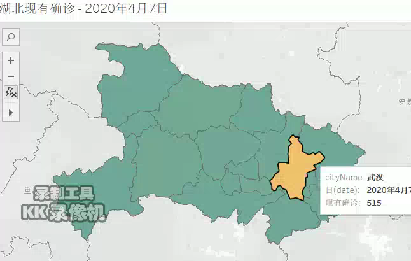 湖北现有确诊 - 2020年4月7日
cityName: 武汉
日(date): 2020年4月7
现有确诊: 515
录制工具
KK录像机